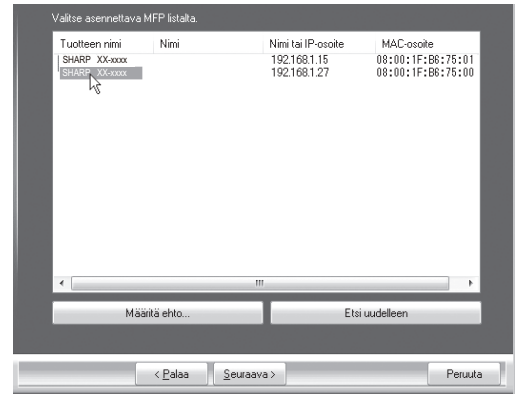 Valitse asennettava MFP listalta.
Tuotteen nimi Nimi Nimi tai IP-osoite MAC-osoite
SHARP XX-xxxx 192.168.1.15 08:00:1F:B6:75:01
SHARP XX-xxxx 192.168.1.27 08:00:1F:B6:75:00
Määritä ehto... Etsi uudelleen
< Palaa Seuraava > Peruuta